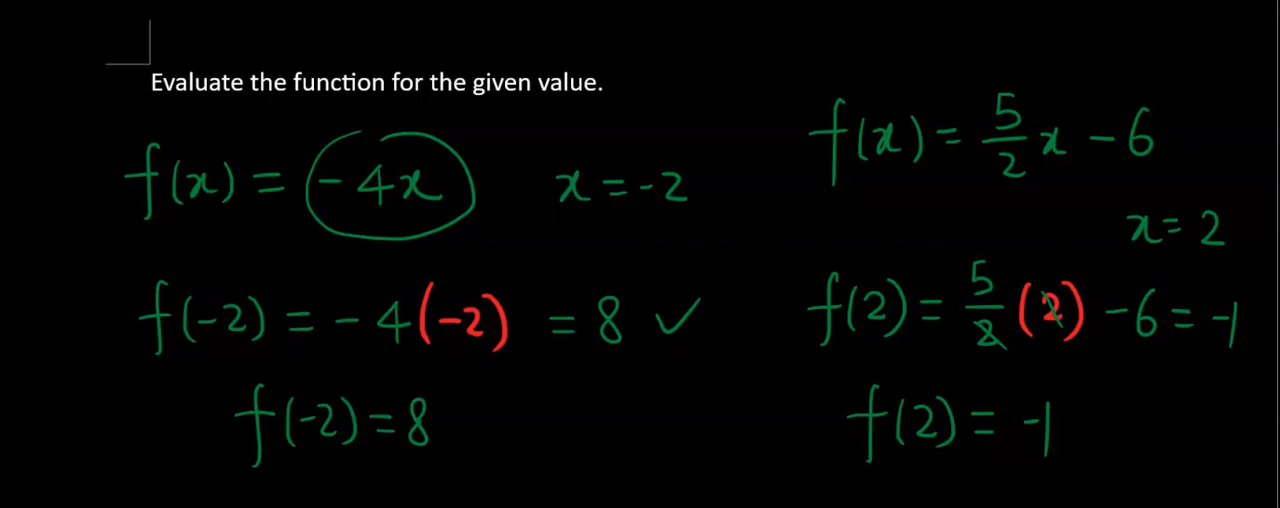 Evaluate the function for the given value.
f(x) = -4x
x = -2
f(-2) = -4(-2) = 8 ✓
f(-2) = 8
f(x) = 5/2 x - 6
x = 2
f(2) = 5/2 (2) - 6 = -1
f(2) = -1